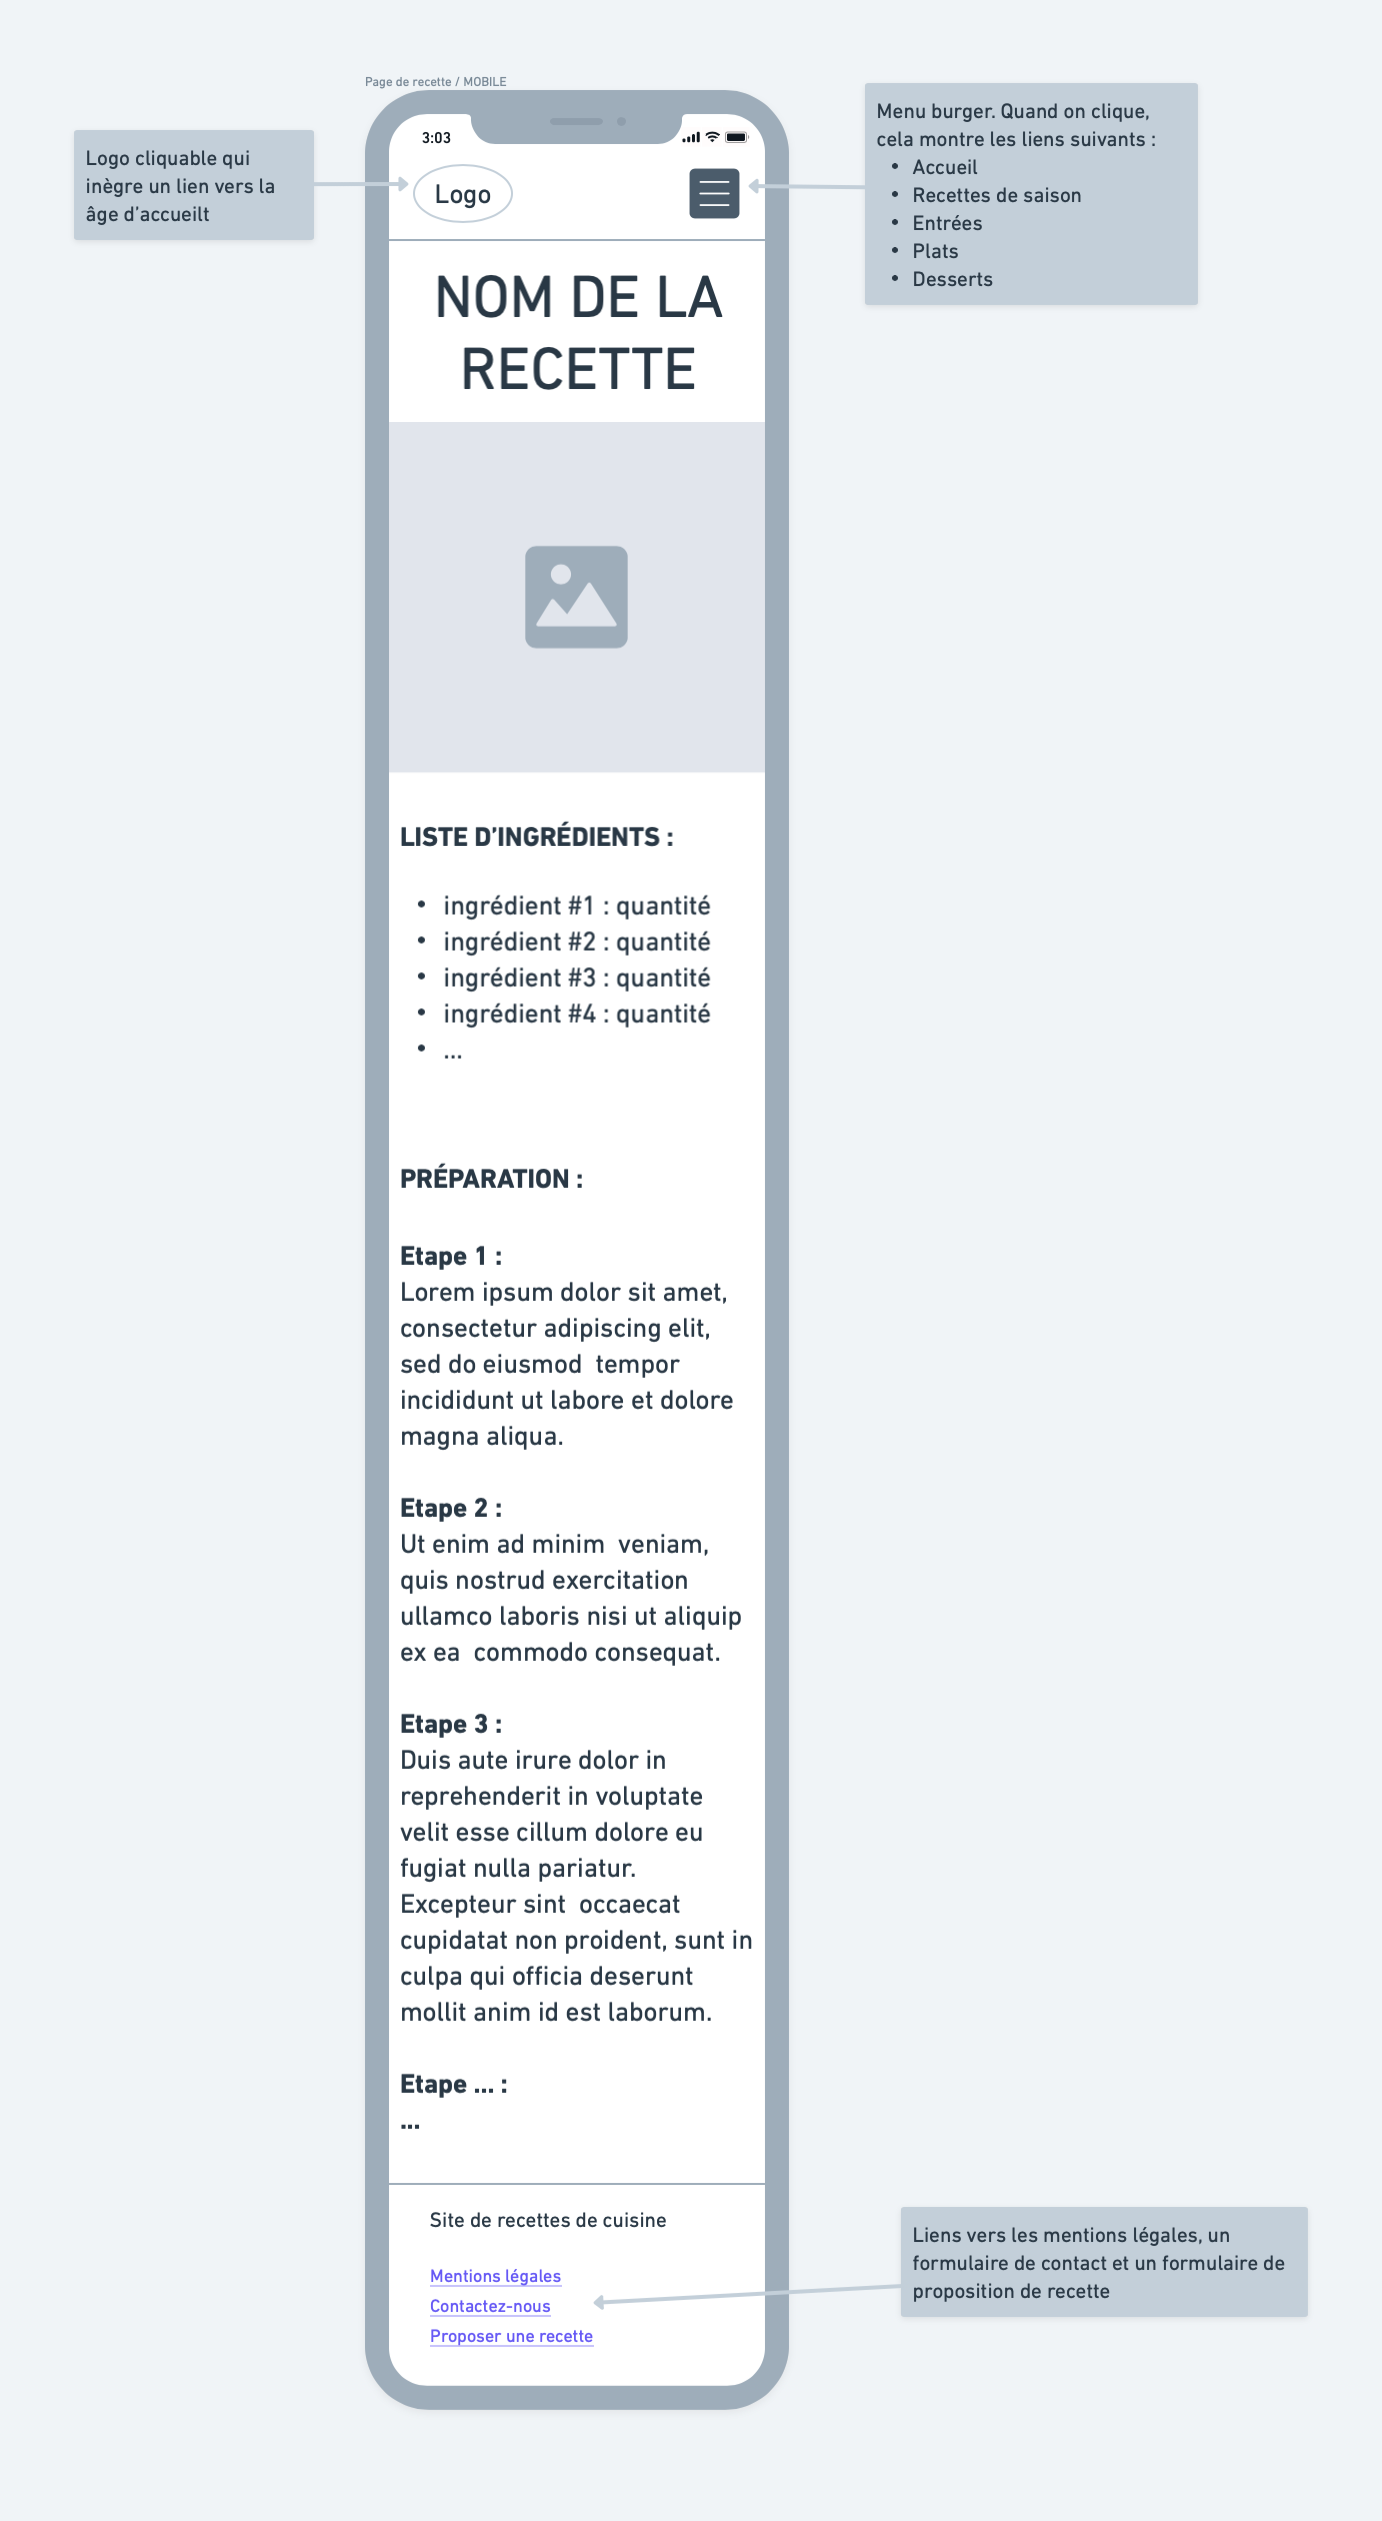 Page de recette / MOBILE
Logo cliquable qui
inègre un lien vers la
âge d’accueilt
3:03
Logo
Menu burger. Quand on clique,
cela montre les liens suivants :
• Accueil
• Recettes de saison
• Entrées
• Plats
• Desserts
NOM DE LA
RECETTE
LISTE D’INGRÉDIENTS :
• ingrédient #1 : quantité
• ingrédient #2 : quantité
• ingrédient #3 : quantité
• ingrédient #4 : quantité
• ...
PRÉPARATION :
Etape 1 :
Lorem ipsum dolor sit amet,
consectetur adipiscing elit,
sed do eiusmod  tempor
incididunt ut labore et dolore
magna aliqua.
Etape 2 :
Ut enim ad minim  veniam,
quis nostrud exercitation
ullamco laboris nisi ut aliquip
ex ea  commodo consequat.
Etape 3 :
Duis aute irure dolor in
reprehenderit in voluptate
velit esse cillum dolore eu
fugiat nulla pariatur.
Excepteur sint  occaecat
cupidatat non proident, sunt in
culpa qui officia deserunt
mollit anim id est laborum.
Etape ... :
...
Site de recettes de cuisine
Mentions légales
Contactez-nous
Proposer une recette
Liens vers les mentions légales, un
formulaire de contact et un formulaire de
proposition de recette